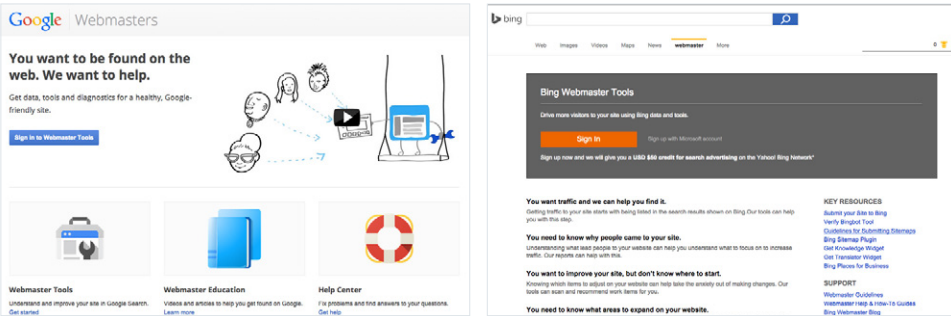 Google Webmasters
You want to be found on the
web. We want to help.
Get data, tools and diagnostics for a healthy, Google-
friendly site.
Sign in to Webmaster Tools
Webmaster Tools
Understand and improve your site in Google Search.
Get started
Webmaster Education
Videos and articles to help you get found on Google.
Learn more
Help Center
Fix problems and find answers to your questions.
Get help
bing
Web Images Videos Maps News webmaster More
0
Bing Webmaster Tools
Drive more visitors to your site using Bing data and tools.
Sign In
Sign up with Microsoft account
Sign up now and we will give you a USD $50 credit for search advertising on the Yahoo! Bing Network*
You want traffic and we can help you find it.
Getting traffic to your site starts with being listed in the search results shown on Bing Our tools can help
you with this step.
You need to know why people came to your site.
Understanding what lead people to your website can help you understand what to focus on to increase
traffic. Our reports can help with this.
You want to improve your site, but don't know where to start.
Knowing which items to adjust on your website can help take the anxiety out of making changes. Our
tools can scan and recommend work items for you.
You need to know what areas to expand on your website.
KEY RESOURCES
Submit your Site to Bing
Verify Bingbot Tool
Guidelines for Submitting Sitemaps
Bing Sitemap Plugin
Get Knowledge Widget
Get Translator Widget
Bing Places for Business
SUPPORT
Webmaster Guidelines
Webmaster Help & How-To Guides
Bing Webmaster Blog